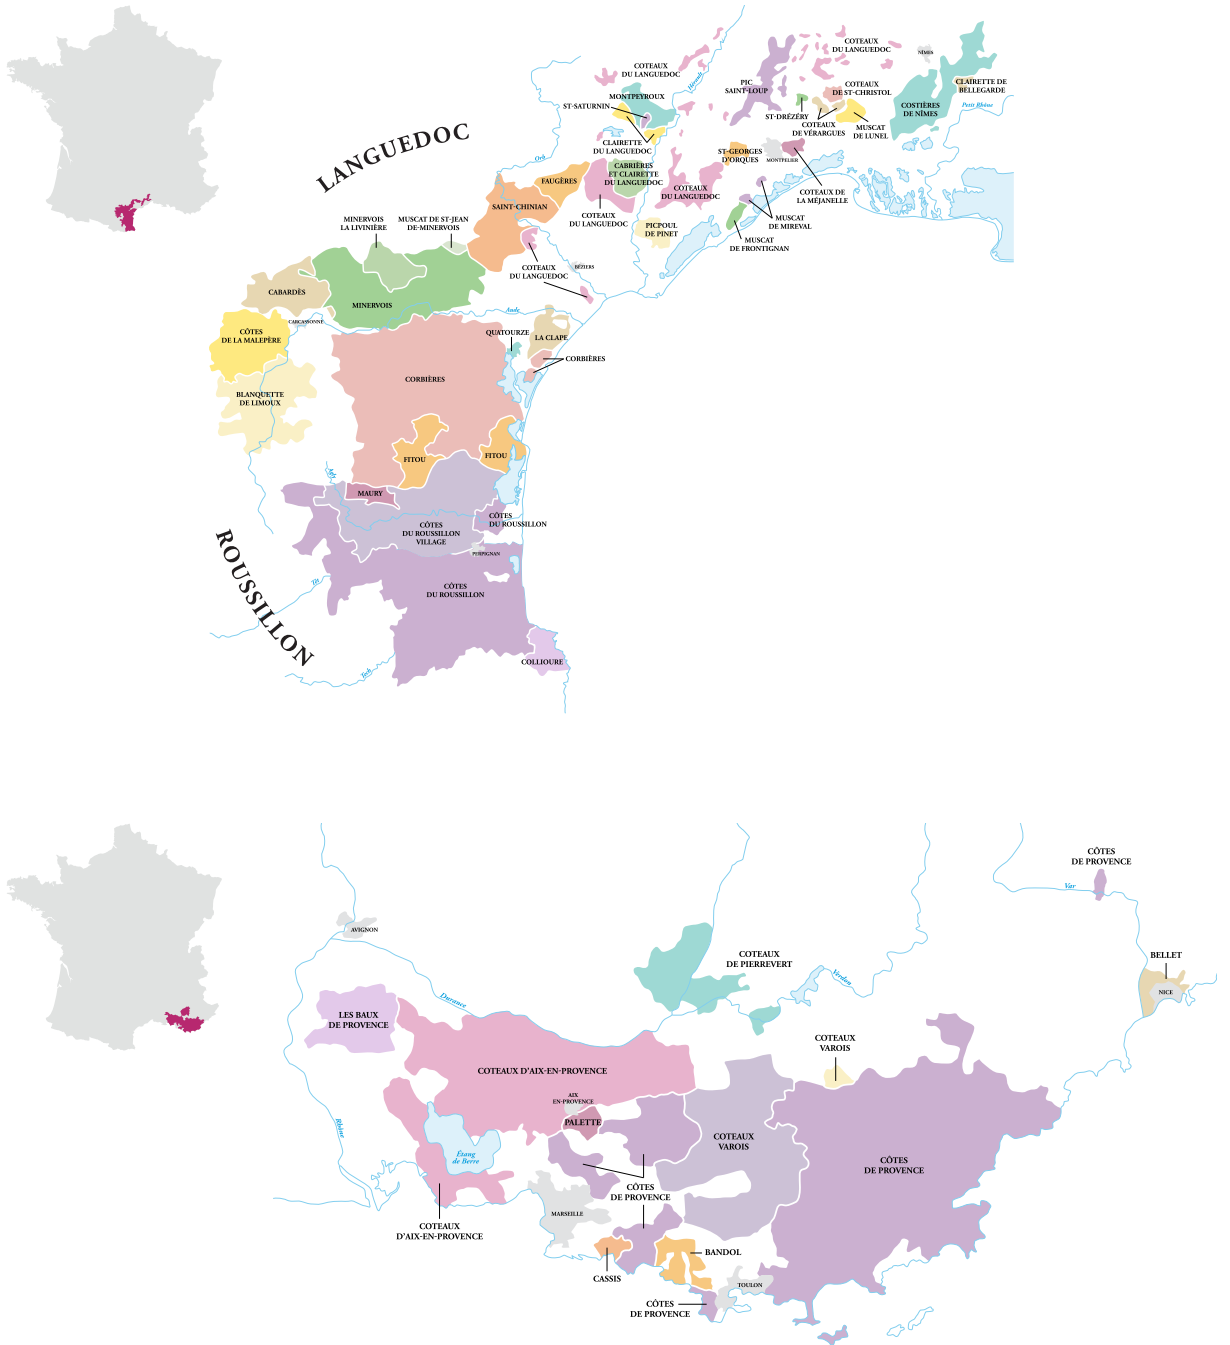 LANGUEDOC
COTEAUX
DU LANGUEDOC
COTEAUX
DU LANGUEDOC
NÎMES
Hérault
PIC
SAINT-LOUP
COTEAUX
DE ST-CHRISTOL
CLAIRETTE DE
BELLEGARDE
MONTPEYROUX
ST-SATURNIN
COSTIÈRES
DE NÎMES
Petit Rhône
ST-DRÉZÉRY
COTEAUX
DE VÉRARGUES
MUSCAT
DE LUNEL
CLAIRETTE
DU LANGUEDOC
ST-GEORGES
D'ORQUES
MONTPELIER
Orb
CABRIÈRES
ET CLAIRETTE
DU LANGUEDOC
FAUGÈRES
COTEAUX
DU LANGUEDOC
COTEAUX DE
LA MÉJANELLE
SAINT-CHINIAN
COTEAUX
DU LANGUEDOC
MUSCAT
DE MIREVAL
MINERVOIS
LA LIVINIÈRE
MUSCAT DE ST-JEAN
DE-MINERVOIS
PICPOUL
DE PINET
MUSCAT
DE FRONTIGNAN
COTEAUX
DU LANGUEDOC
BÉZIERS
CABARDÈS
MINERVOIS
Aude
CARCASSONNE
CÔTES
DE LA MALEPÈRE
QUATOURZE
LA CLAPE
CORBIÈRES
CORBIÈRES
BLANQUETTE
DE LIMOUX
FITOU
FITOU
Agly
MAURY
CÔTES
DU ROUSSILLON
CÔTES
DU ROUSSILLON
VILLAGE
PERPIGNAN
ROUSSILLON
Têt
CÔTES
DU ROUSSILLON
Tech
COLLIOURE
CÔTES
DE PROVENCE
Var
AVIGNON
COTEAUX
DE PIERREVERT
BELLET
Verdon
NICE
Durance
LES BAUX
DE PROVENCE
COTEAUX
VAROIS
COTEAUX D'AIX-EN-PROVENCE
AIX
EN-PROVENCE
PALETTE
Rhône
COTEAUX
VAROIS
Étang
de Berre
CÔTES
DE PROVENCE
CÔTES
DE PROVENCE
MARSEILLE
COTEAUX
D'AIX-EN-PROVENCE
BANDOL
CASSIS
TOULON
CÔTES
DE PROVENCE